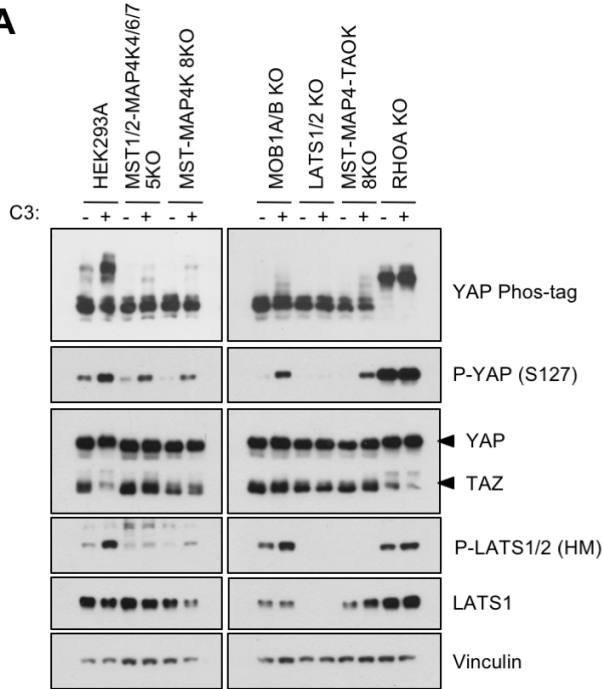 A
HEK293A
MST1/2-MAP4K4/6/7
5KO
MST-MAP4K 8KO
MOB1A/B KO
LATS1/2 KO
MST-MAP4-TAOK
8KO
RHOA KO
C3: - + - + - + - + - + - + - +
YAP Phos-tag
P-YAP (S127)
YAP
TAZ
P-LATS1/2 (HM)
LATS1
Vinculin